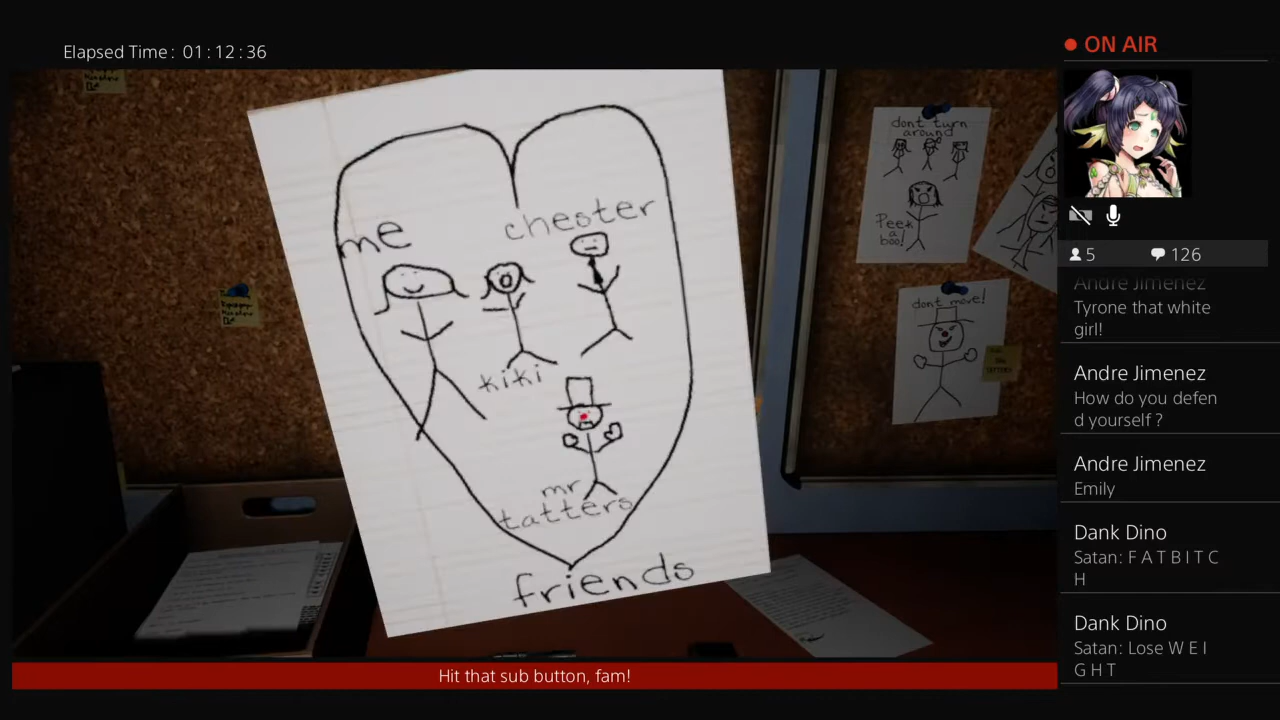 Elapsed Time: 01:12:36
ON AIR
me
chester
kiki
mr
tatters
friends
dont turn
around
Peek
a
boo!
dont move!
5
126
Andre Jimenez
Tyrone that white
girl!
Andre Jimenez
How do you defen
d yourself ?
Andre Jimenez
Emily
Dank Dino
Satan: F A T B I T C
H
Dank Dino
Satan: Lose W E I
G H T
Hit that sub button, fam!